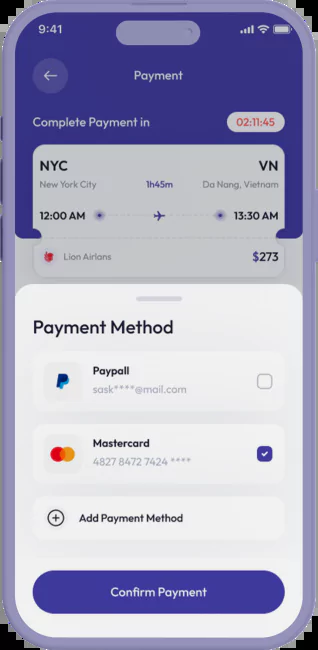 9:41
Payment
Complete Payment in 02:11:45
NYC VN
New York City 1h45m Da Nang, Vietnam
12:00 AM 13:30 AM
Lion Airlans $273
Payment Method
Paypall
sask****@mail.com
Mastercard
4827 8472 7424 ****
Add Payment Method
Confirm Payment